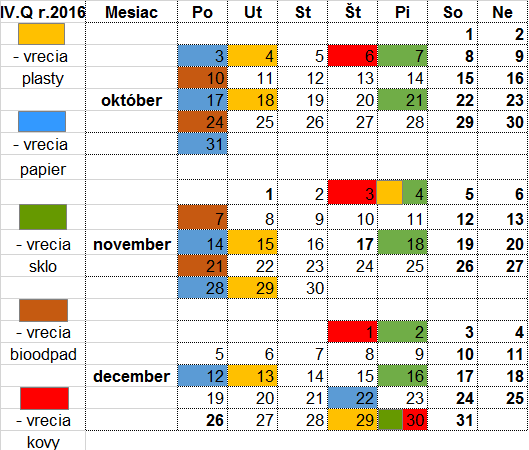 IV.Q r.2016 Mesiac Po Ut St Št Pi So Ne
1 2
- vrecia 3 4 5 6 7 8 9
plasty 10 11 12 13 14 15 16
október 17 18 19 20 21 22 23
24 25 26 27 28 29 30
- vrecia 31
papier
1 2 3 4 5 6
7 8 9 10 11 12 13
- vrecia november 14 15 16 17 18 19 20
sklo 21 22 23 24 25 26 27
28 29 30
- vrecia 1 2 3 4
bioodpad 5 6 7 8 9 10 11
december 12 13 14 15 16 17 18
19 20 21 22 23 24 25
- vrecia 26 27 28 29 30 31
kovy